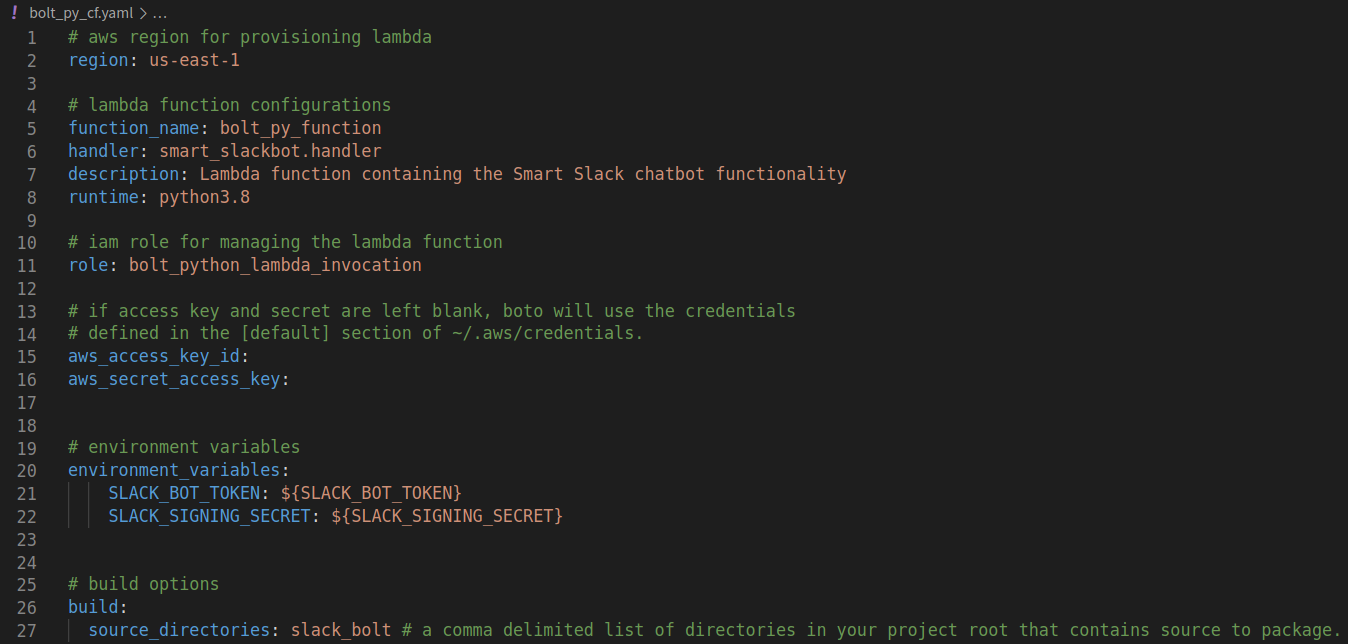 ! bolt_py_cf.yaml > ...
1 # aws region for provisioning lambda
2 region: us-east-1
3
4 # lambda function configurations
5 function_name: bolt_py_function
6 handler: smart_slackbot.handler
7 description: Lambda function containing the Smart Slack chatbot functionality
8 runtime: python3.8
9
10 # iam role for managing the lambda function
11 role: bolt_python_lambda_invocation
12
13 # if access key and secret are left blank, boto will use the credentials
14 # defined in the [default] section of ~/.aws/credentials.
15 aws_access_key_id:
16 aws_secret_access_key:
17
18
19 # environment variables
20 environment_variables:
21     SLACK_BOT_TOKEN: ${SLACK_BOT_TOKEN}
22     SLACK_SIGNING_SECRET: ${SLACK_SIGNING_SECRET}
23
24
25 # build options
26 build:
27   source_directories: slack_bolt # a comma delimited list of directories in your project root that contains source to package.